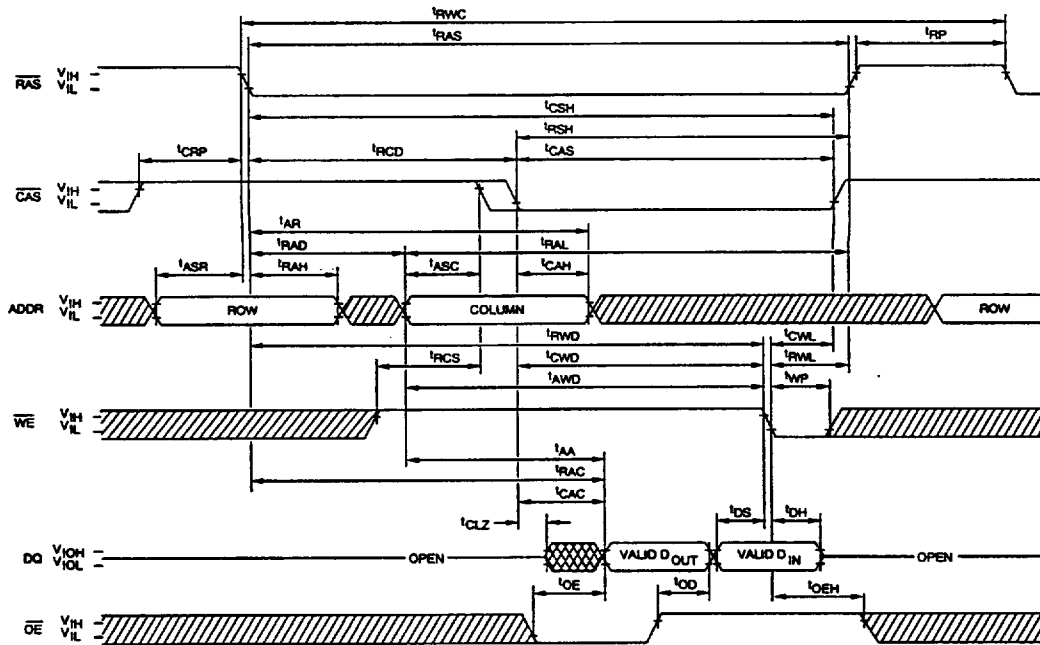 tRWC
tRAS
tRP
RAS VIH VIL
tCSH
tRSH
tCRP
tRCD
tCAS
CAS VIH VIL
tAR
tRAD
tRAL
tASR
tRAH
tASC
tCAH
ADDR VIH VIL ROW COLUMN ROW
tRWD
tCWL
tRCS
tCWD
tRWL
tAWD
tWP
WE VIH VIL
tAA
tRAC
tCAC
tCLZ
tDS
tDH
DQ VIOH VIOL OPEN VALID DOUT VALID DIN OPEN
tOE
tOD
tOEH
OE VIH VIL